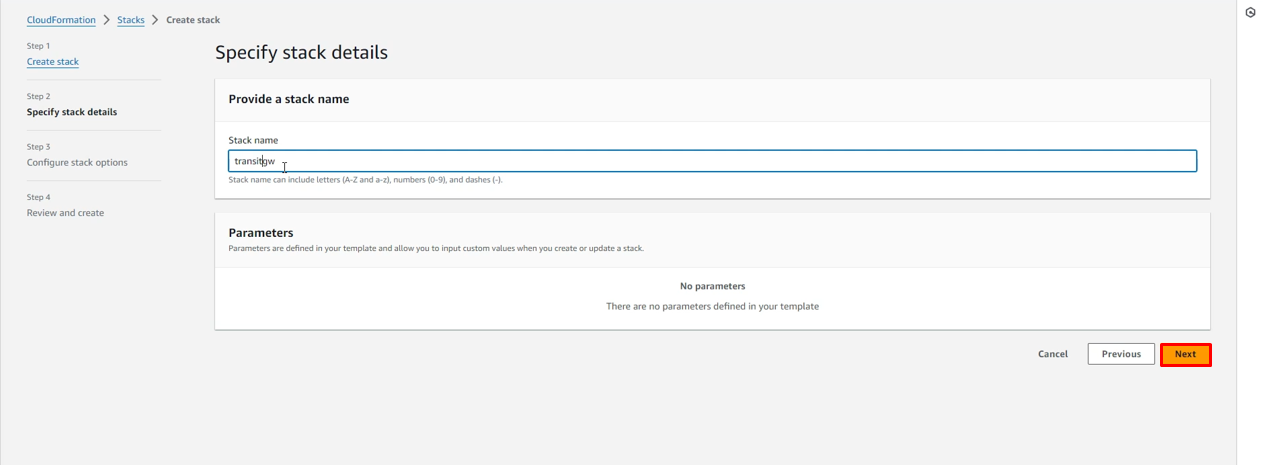 CloudFormation > Stacks > Create stack
Step 1
Create stack
Step 2
Specify stack details
Step 3
Configure stack options
Step 4
Review and create
Specify stack details
Provide a stack name
Stack name
transitgw
Stack name can include letters (A-Z and a-z), numbers (0-9), and dashes (-).
Parameters
Parameters are defined in your template and allow you to input custom values when you create or update a stack.
No parameters
There are no parameters defined in your template
Cancel Previous Next